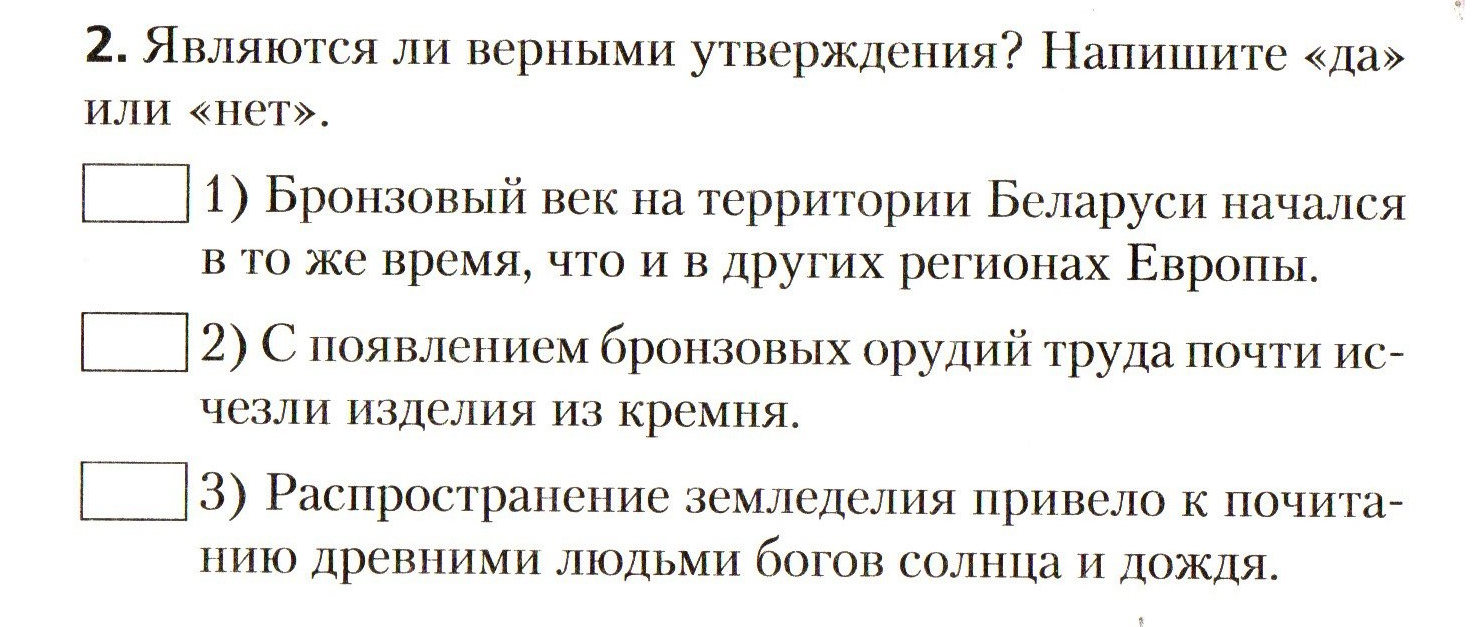 2. Являются ли верными утверждения? Напишите «да»
или «нет».
1) Бронзовый век на территории Беларуси начался
в то же время, что и в других регионах Европы.
2) С появлением бронзовых орудий труда почти ис-
чезли изделия из кремня.
3) Распространение земледелия привело к почита-
нию древними людьми богов солнца и дождя.